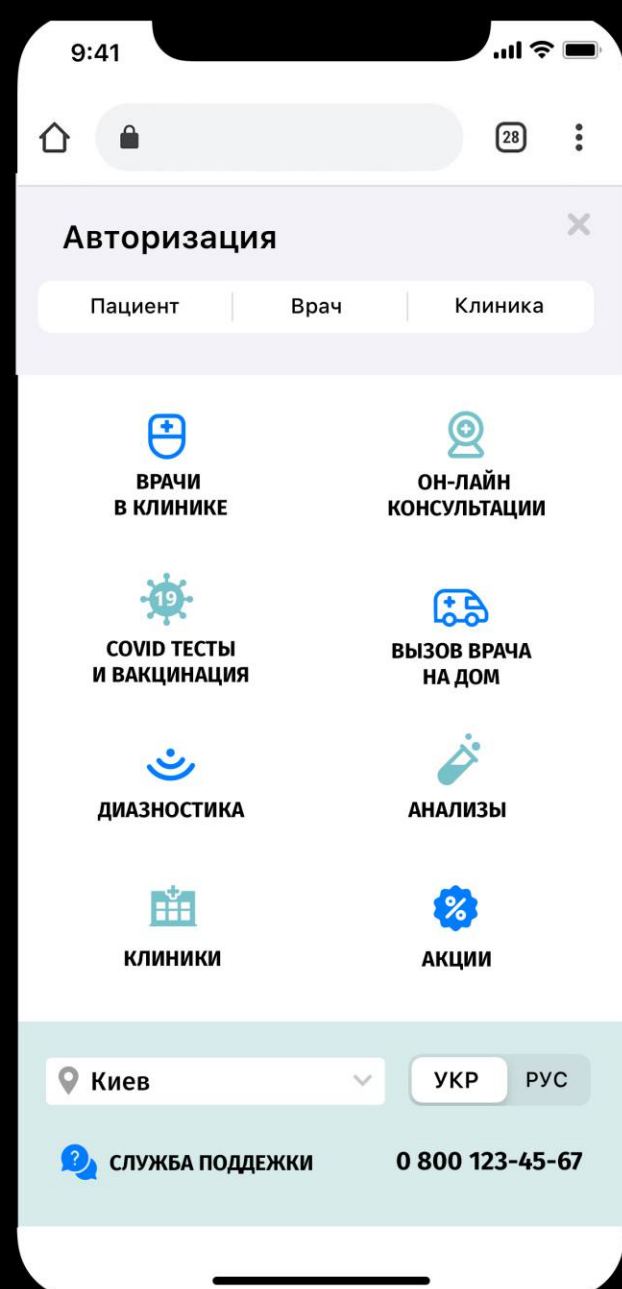 9:41
28
Авторизация
Пациент Врач Клиника
ВРАЧИ
В КЛИНИКЕ
ОН-ЛАЙН
КОНСУЛЬТАЦИИ
19
COVID ТЕСТЫ
И ВАКЦИНАЦИЯ
ВЫЗОВ ВРАЧА
НА ДОМ
ДИАЗНОСТИКА
АНАЛИЗЫ
КЛИНИКИ
%
АКЦИИ
Киев
УКР РУС
?
СЛУЖБА ПОДДЕЖКИ
0 800 123-45-67